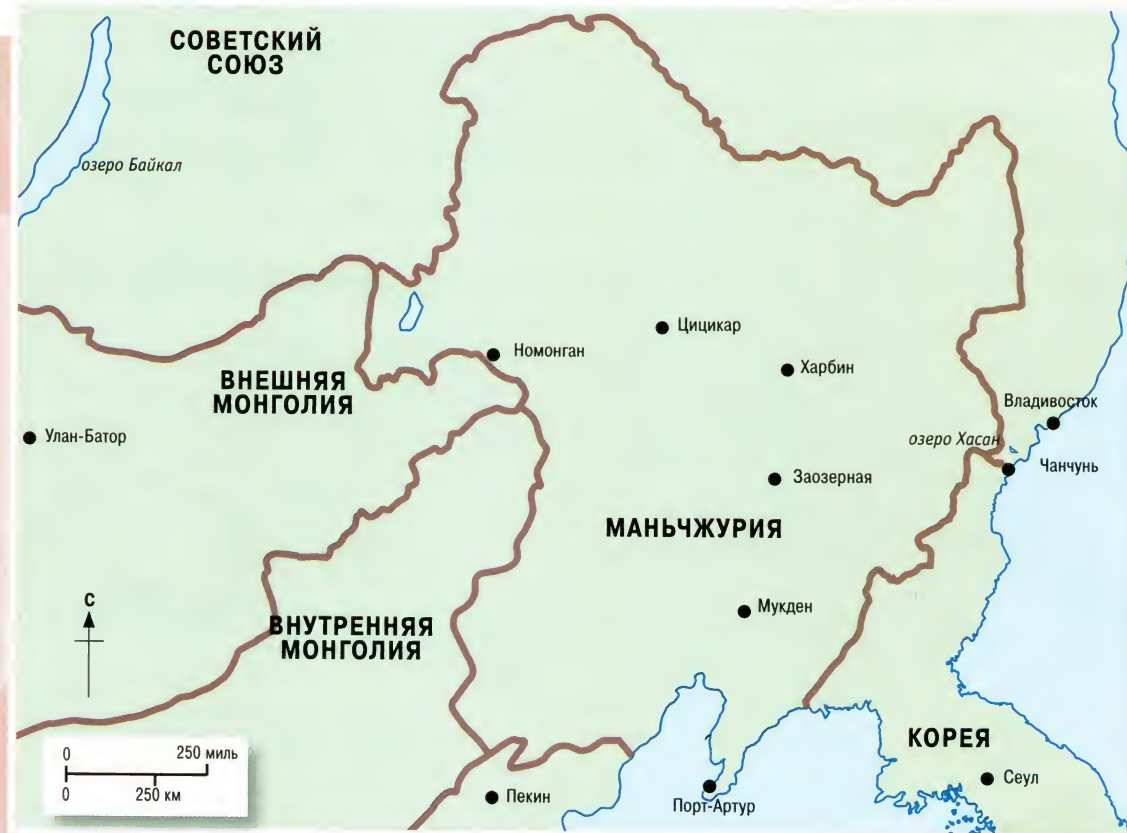 СОВЕТСКИЙ
СОЮЗ
озеро Байкал
Цицикар
Номонган
Харбин
ВНЕШНЯЯ
МОНГОЛИЯ
Владивосток
Улан-Батор
озеро Хасан
Чанчунь
Заозерная
МАНЬЧЖУРИЯ
С
Мукден
ВНУТРЕННЯЯ
МОНГОЛИЯ
КОРЕЯ
0 250 миль
0 250 км
Сеул
Пекин
Порт-Артур